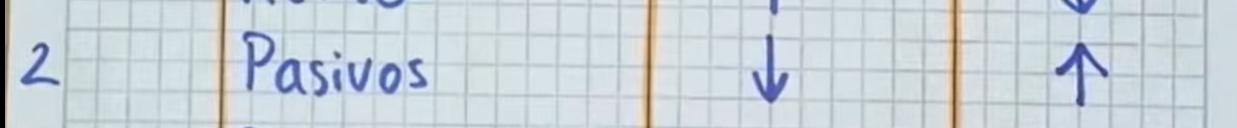 2 Pasivos ↓ ↑